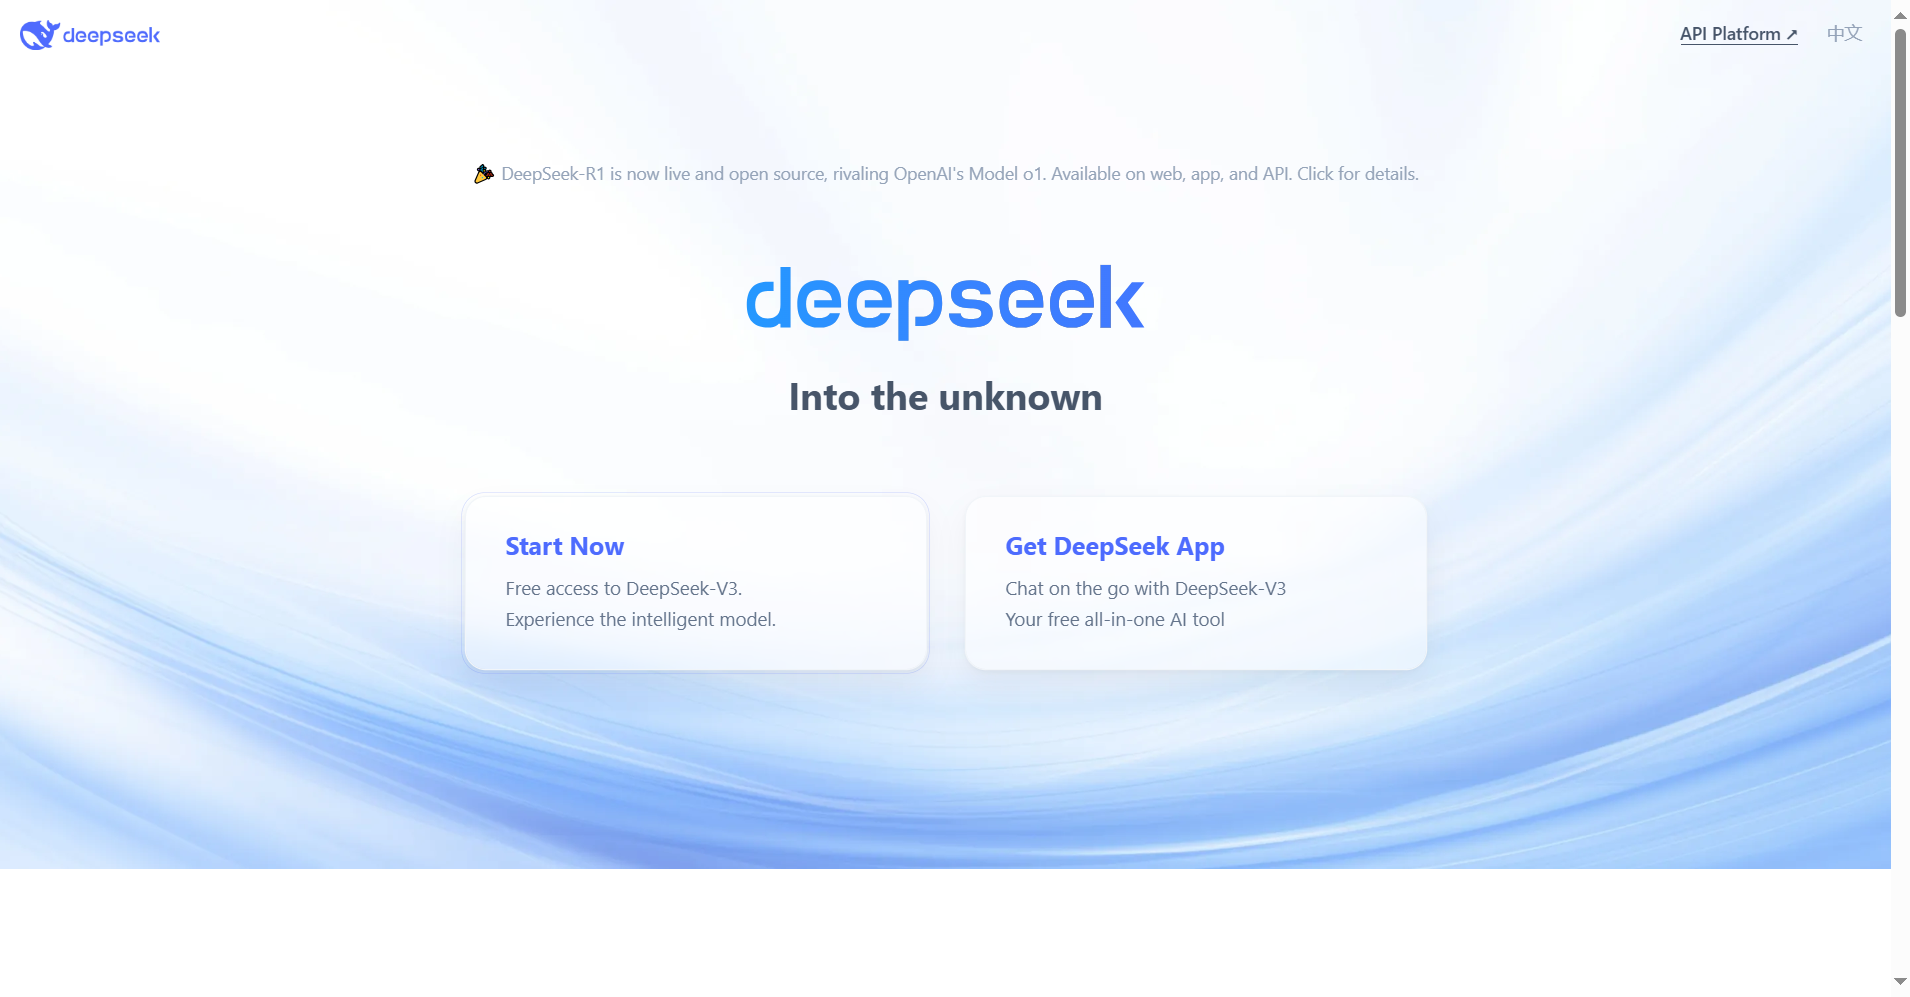 deepseek
API Platform ↗
中文
🎉 DeepSeek-R1 is now live and open source, rivaling OpenAI's Model o1. Available on web, app, and API. Click for details.
deepseek
Into the unknown
Start Now
Free access to DeepSeek-V3.
Experience the intelligent model.
Get DeepSeek App
Chat on the go with DeepSeek-V3
Your free all-in-one AI tool